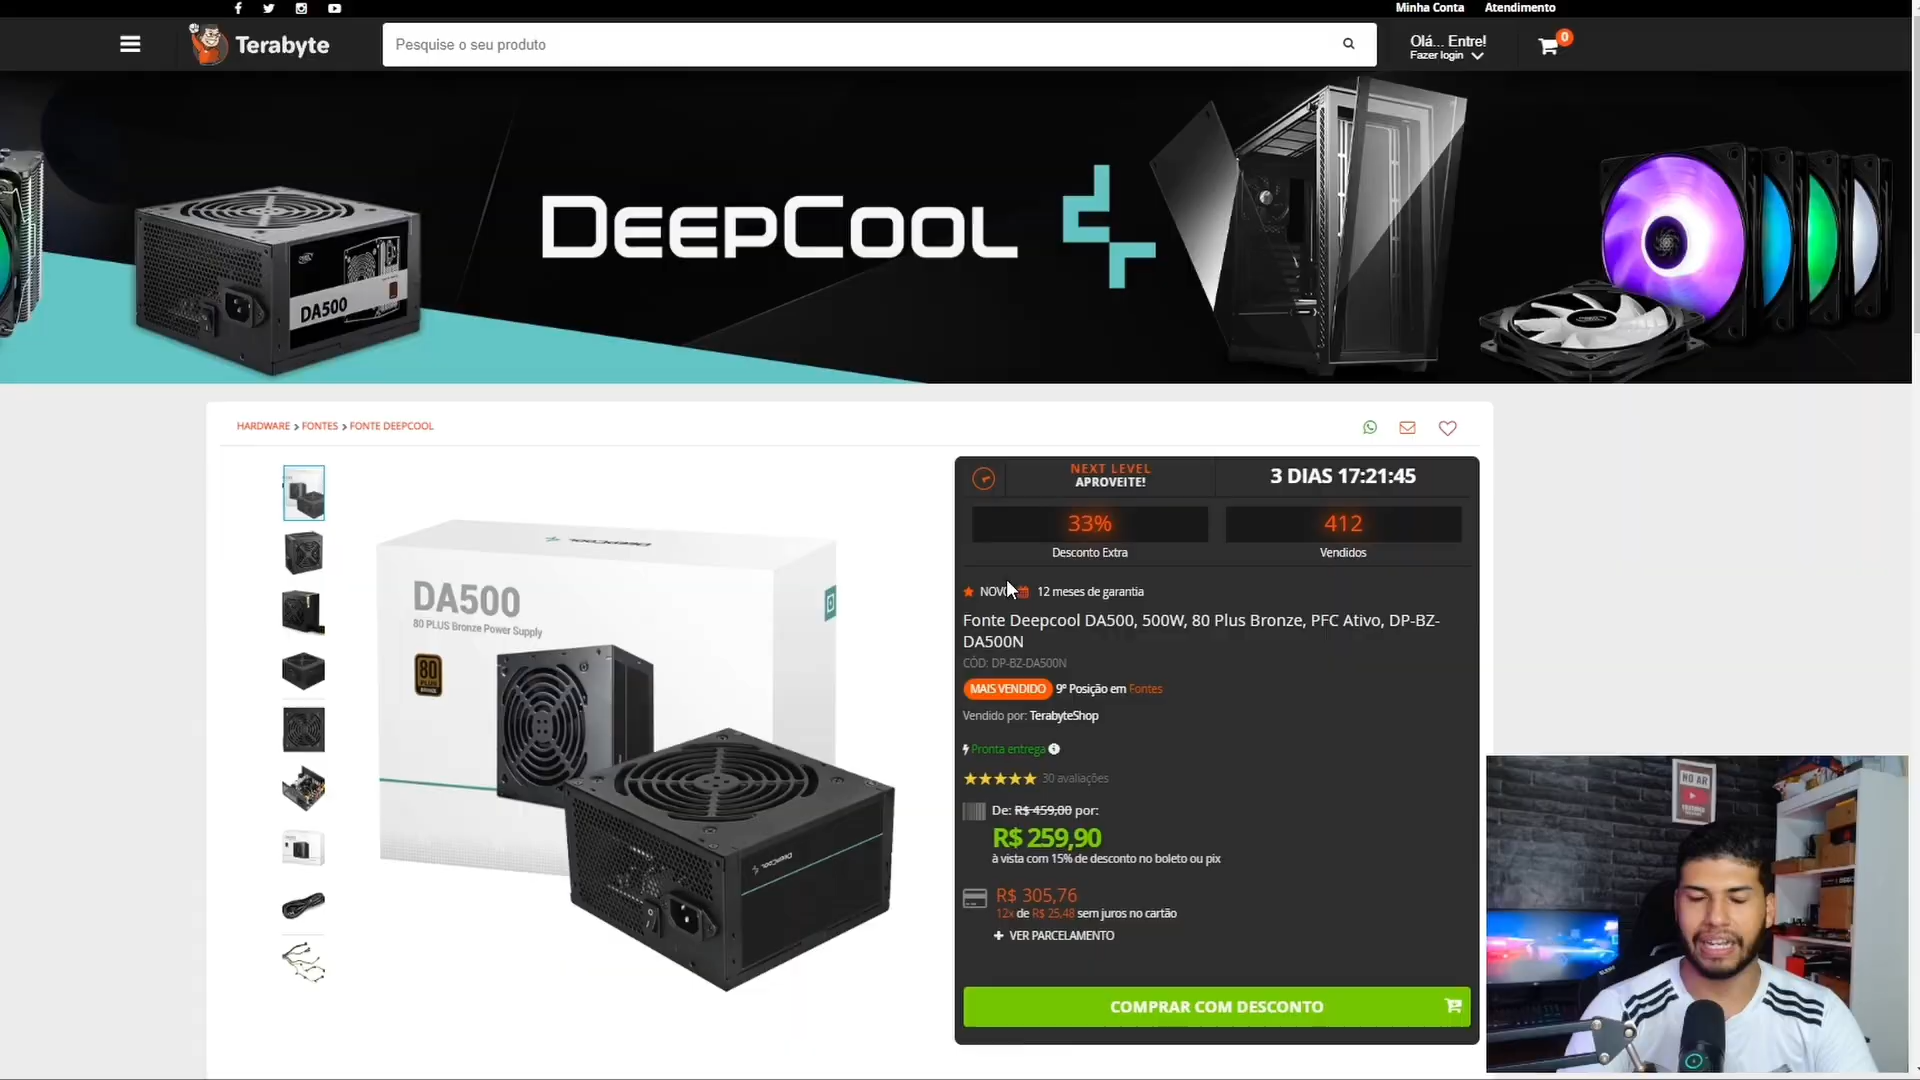 Minha Conta Atendimento
Terabyte
Pesquise o seu produto
Olá... Entre!
Fazer login
0
DEEPCOOL
DA500
HARDWARE > FONTES > FONTE DEEPCOOL
NEXT LEVEL
APROVEITE!
3 DIAS 17:21:45
33%
Desconto Extra
412
Vendidos
12 meses de garantia
Fonte Deepcool DA500, 500W, 80 Plus Bronze, PFC Ativo, DP-BZ-
DA500N
CÓD: DP-BZ-DA500N
MAIS VENDIDO 9º Posição em Fontes
Vendido por: TerabyteShop
Pronta entrega
30 avaliações
De: R$ 459,00 por:
R$ 259,90
à vista com 15% de desconto no boleto ou pix
R$ 305,76
12x de R$ 25,48 sem juros no cartão
+ VER PARCELAMENTO
COMPRAR COM DESCONTO
DEEPCOOL
DA500
80 PLUS Bronze Power Supply
80
PLUS
BRONZE
DEEPCOOL
NO AR